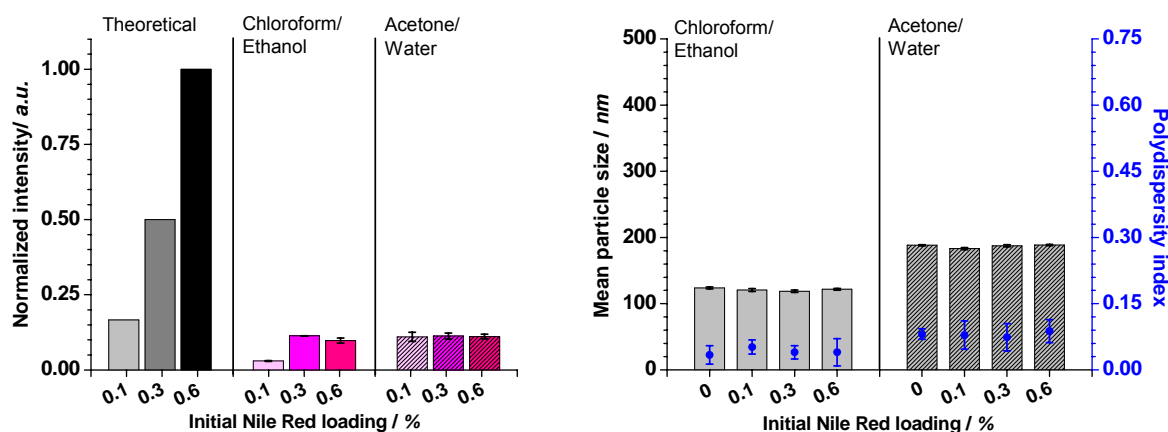 Theoretical
Chloroform/
Ethanol
Acetone/
Water
Normalized intensity/ a.u.
1.00
0.75
0.50
0.25
0.00
0.1 0.3 0.6 0.1 0.3 0.6 0.1 0.3 0.6
Initial Nile Red loading / %
Chloroform/
Ethanol
Acetone/
Water
Mean particle size / nm
500
400
300
200
100
0
0 0.1 0.3 0.6 0 0.1 0.3 0.6
Initial Nile Red loading / %
0.75
0.60
0.45
0.30
0.15
0.00
Polydispersity index